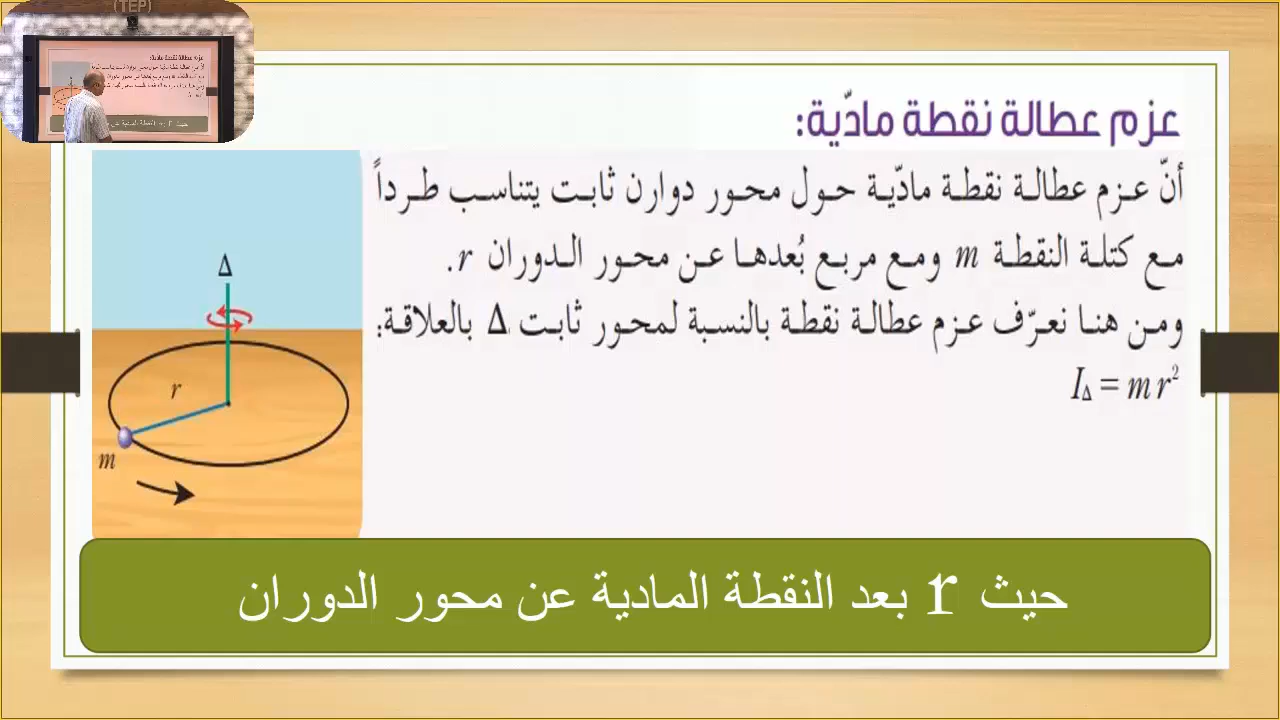 (TEP)
عزم عطالة نقطة مادّية:
أنّ عزم عطالة نقطة مادّية حول محور دوارن ثابت يتناسب طرداً
مع كتلة النقطة m ومع مربع بُعدها عن محور الدوران r.
ومن هنا نعرّف عزم عطالة نقطة بالنسبة لمحور ثابت Δ بالعلاقة:
I_Δ = m r²
Δ
r
m
حيث r بعد النقطة المادية عن محور الدوران